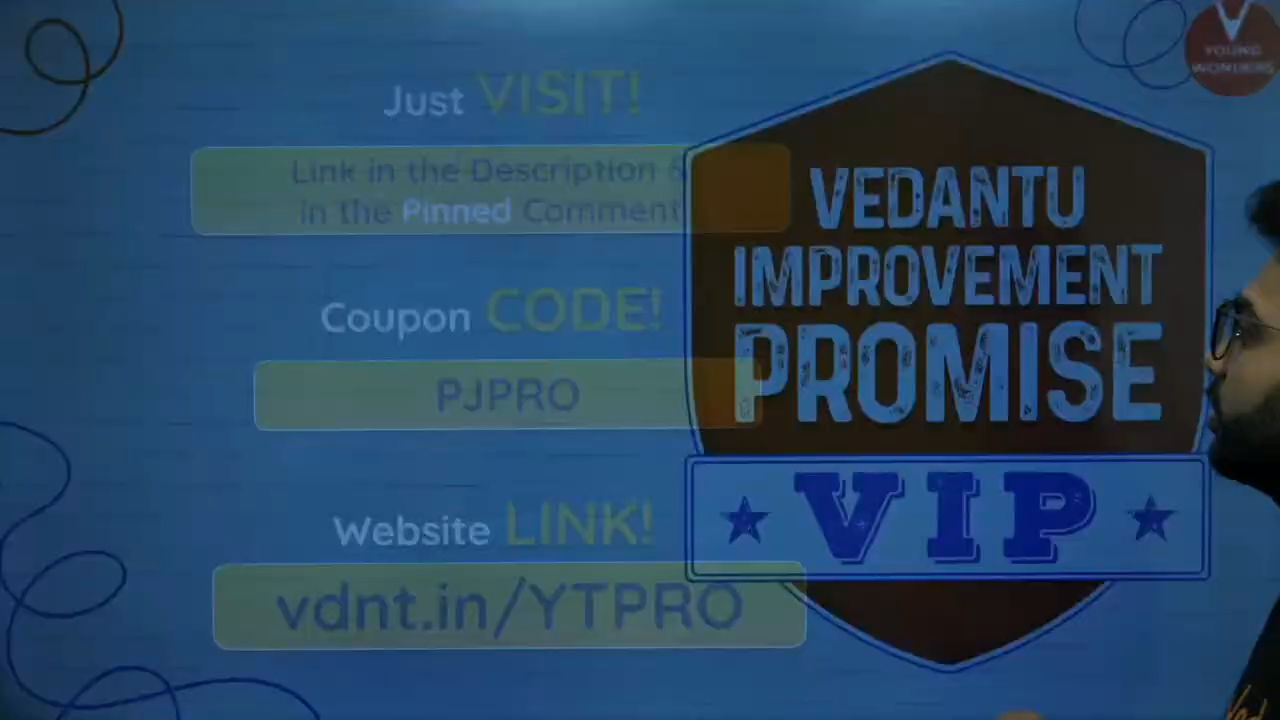 Just VISIT!
Link in the Description &
in the Pinned Comment
Coupon CODE!
PJPRO
Website LINK!
vdnt.in/YTPRO
VEDANTU
IMPROVEMENT
PROMISE
VIP
YOUNG
WONDERS